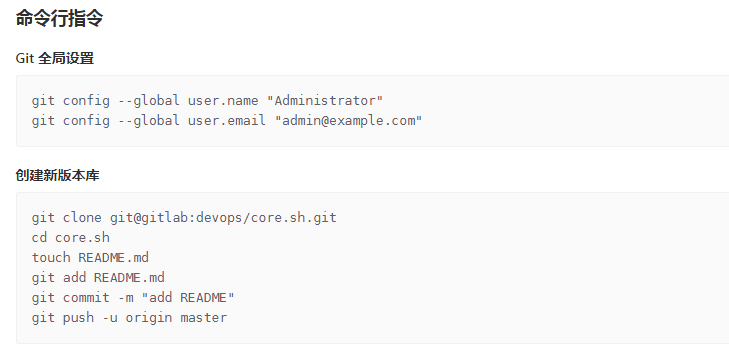 命令行指令
Git 全局设置
git config --global user.name "Administrator"
git config --global user.email "admin@example.com"
创建新版本库
git clone git@gitlab:devops/core.sh.git
cd core.sh
touch README.md
git add README.md
git commit -m "add README"
git push -u origin master